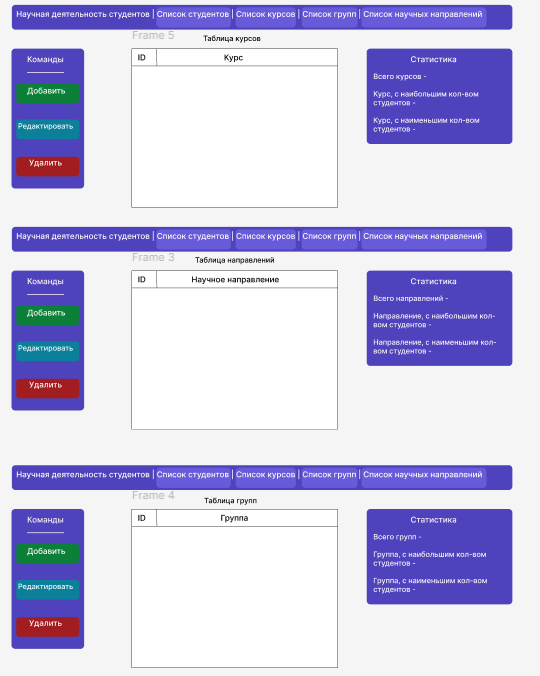 Научная деятельность студентов | Список студентов | Список курсов | Список групп | Список научных направлений
Frame 5
Таблица курсов
Команды
Добавить
Редактировать
Удалить
ID
Курс
Статистика
Всего курсов -
Курс, с наибольшим кол-вом
студентов -
Курс, с наименьшим кол-вом
студентов -
Научная деятельность студентов | Список студентов | Список курсов | Список групп | Список научных направлений
Frame 3
Таблица направлений
Команды
Добавить
Редактировать
Удалить
ID
Научное направление
Статистика
Всего направлений -
Направление, с наибольшим кол-
вом студентов -
Направление, с наименьшим кол-
вом студентов -
Научная деятельность студентов | Список студентов | Список курсов | Список групп | Список научных направлений
Frame 4
Таблица групп
Команды
Добавить
Редактировать
Удалить
ID
Группа
Статистика
Всего групп -
Группа, с наибольшим кол-вом
студентов -
Группа, с наименьшим кол-вом
студентов -